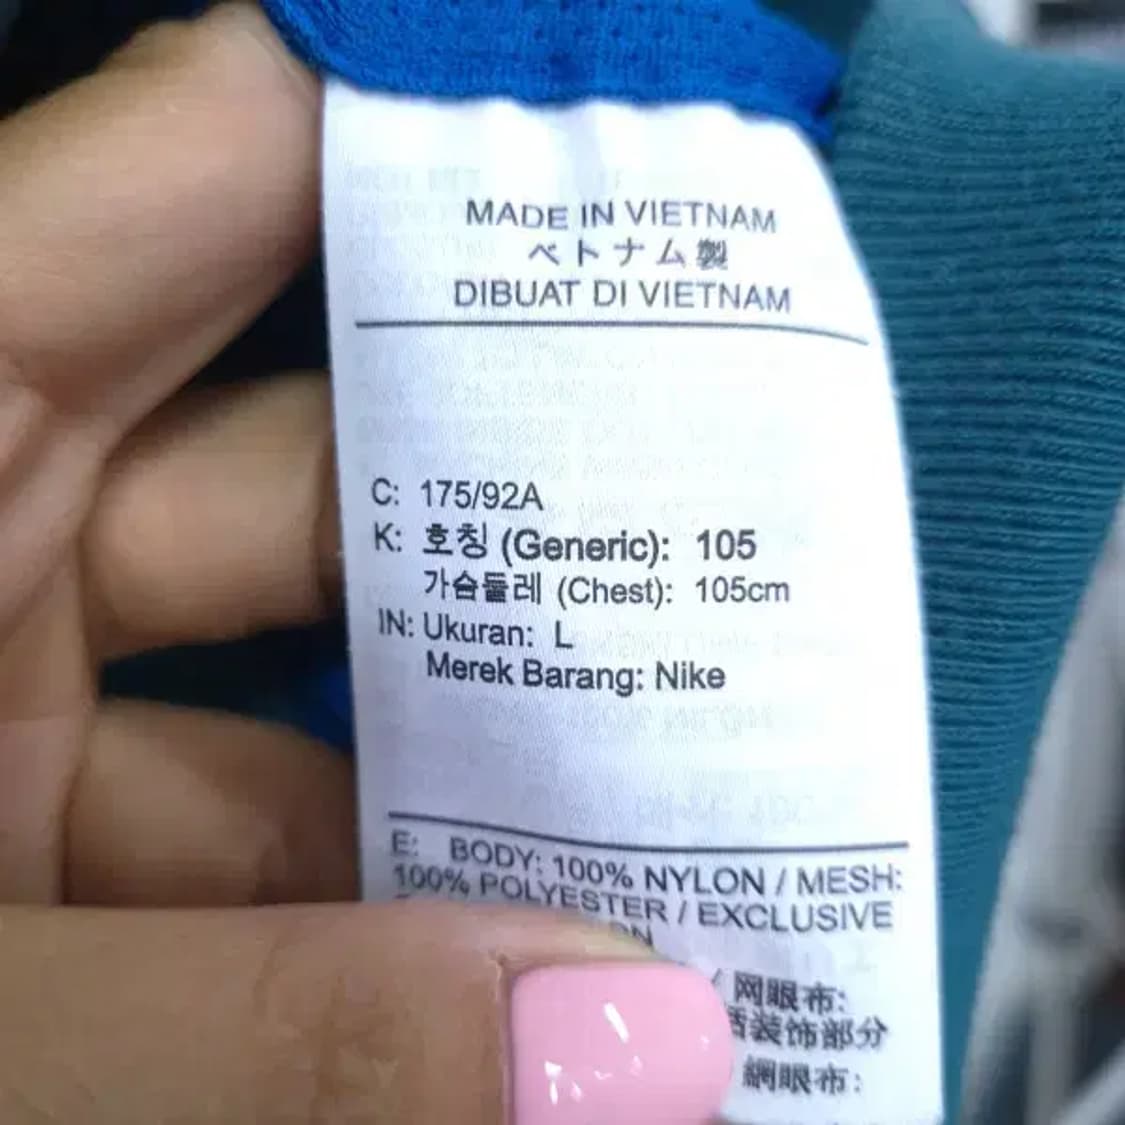 MADE IN VIETNAM
ベトナム製
DIBUAT DI VIETNAM
C: 175/92A
K: 호칭 (Generic): 105
가슴둘레 (Chest): 105cm
IN: Ukuran: L
Merek Barang: Nike
E: BODY: 100% NYLON / MESH:
100% POLYESTER / EXCLUSIVE
网眼布:
装饰部分
網眼布: